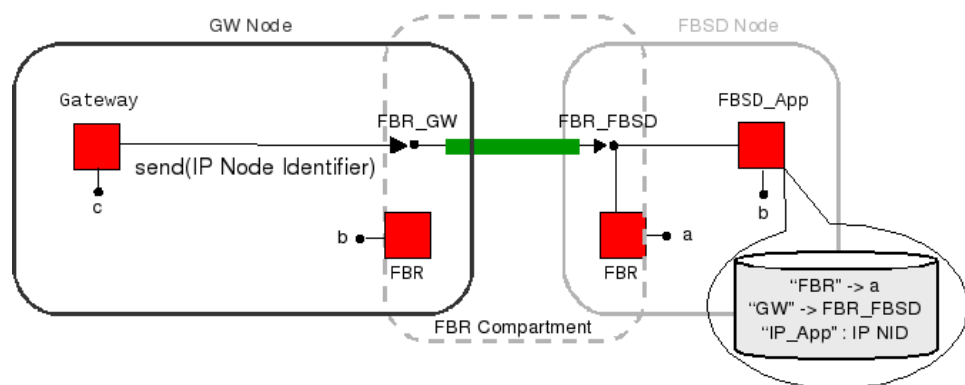 GW Node
FBSD Node
Gateway
FBR_GW
FBR_FBSD
FBSD_App
send(IP Node Identifier)
c
b
FBR
a
FBR
b
FBR Compartment
“FBR” -> a
“GW” -> FBR_FBSD
“IP_App” : IP NID